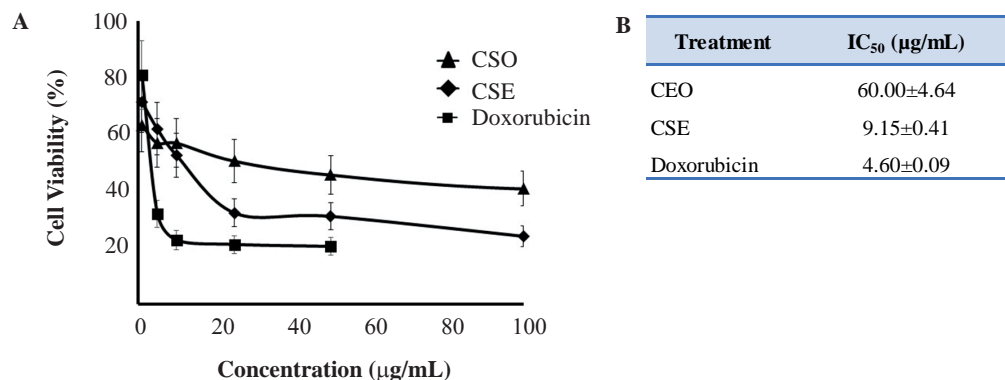 A
100
80
60
40
20
Cell Viability (%)
CSO
CSE
Doxorubicin
0 20 40 60 80 100
Concentration (μg/mL)
B
Treatment IC₅₀ (μg/mL)
CEO 60.00±4.64
CSE 9.15±0.41
Doxorubicin 4.60±0.09